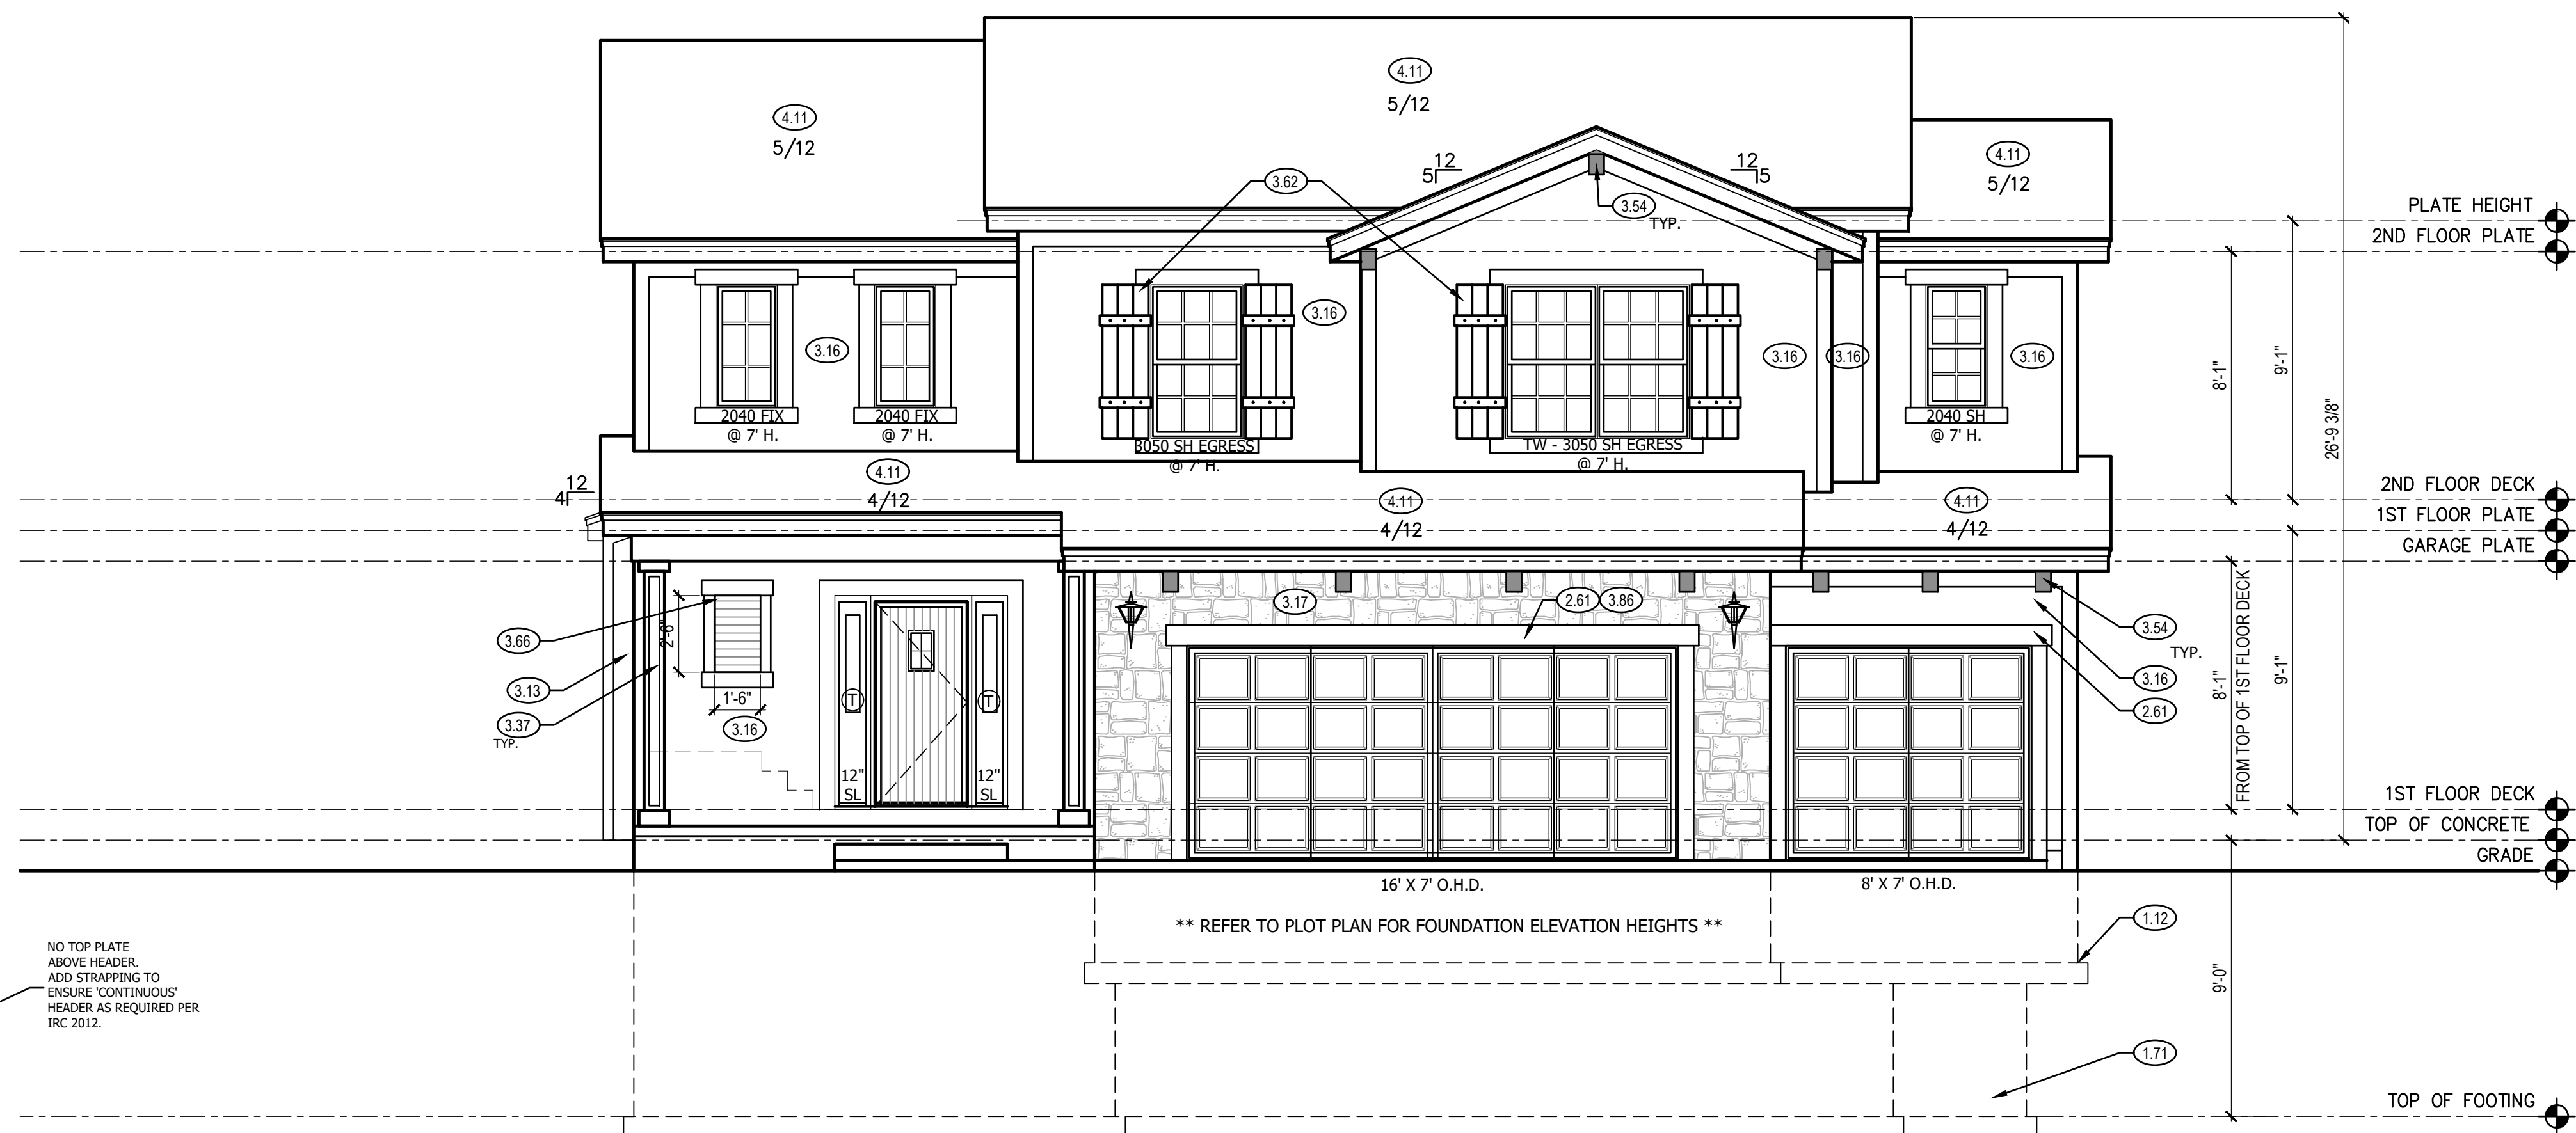 4.11
5/12
4.11
5/12
4.11
5/12
12
5
12
5
3.62
3.54
TYP.
PLATE HEIGHT
2ND FLOOR PLATE
3.16
3.16
3.16
3.16
3.16
2040 FIX
@ 7' H.
2040 FIX
@ 7' H.
3050 SH EGRESS
@ 7' H.
TW - 3050 SH EGRESS
@ 7' H.
2040 SH
@ 7' H.
8'-1"
9'-1"
26'-9 3/8"
12
4
4.11
4/12
4.11
4/12
4.11
4/12
2ND FLOOR DECK
1ST FLOOR PLATE
GARAGE PLATE
3.66
2'-6"
3.13
3.37
TYP.
1'-6"
3.16
T
T
12"
SL
12"
SL
3.17
2.61
3.86
3.54
TYP.
3.16
2.61
8'-1"
FROM TOP OF 1ST FLOOR DECK
9'-1"
1ST FLOOR DECK
TOP OF CONCRETE
GRADE
16' X 7' O.H.D.
8' X 7' O.H.D.
** REFER TO PLOT PLAN FOR FOUNDATION ELEVATION HEIGHTS **
1.12
NO TOP PLATE
ABOVE HEADER.
ADD STRAPPING TO
ENSURE 'CONTINUOUS'
HEADER AS REQUIRED PER
IRC 2012.
9'-0"
1.71
TOP OF FOOTING